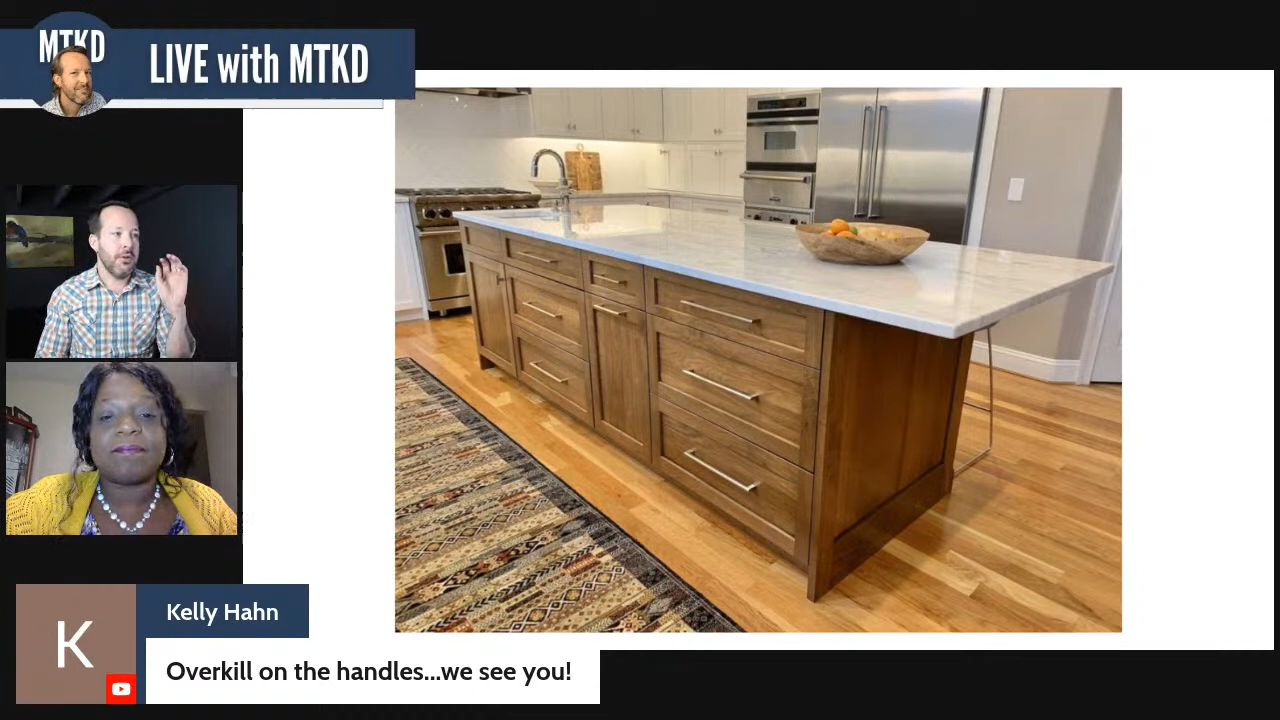 MTKD
LIVE with MTKD
K
Kelly Hahn
Overkill on the handles...we see you!